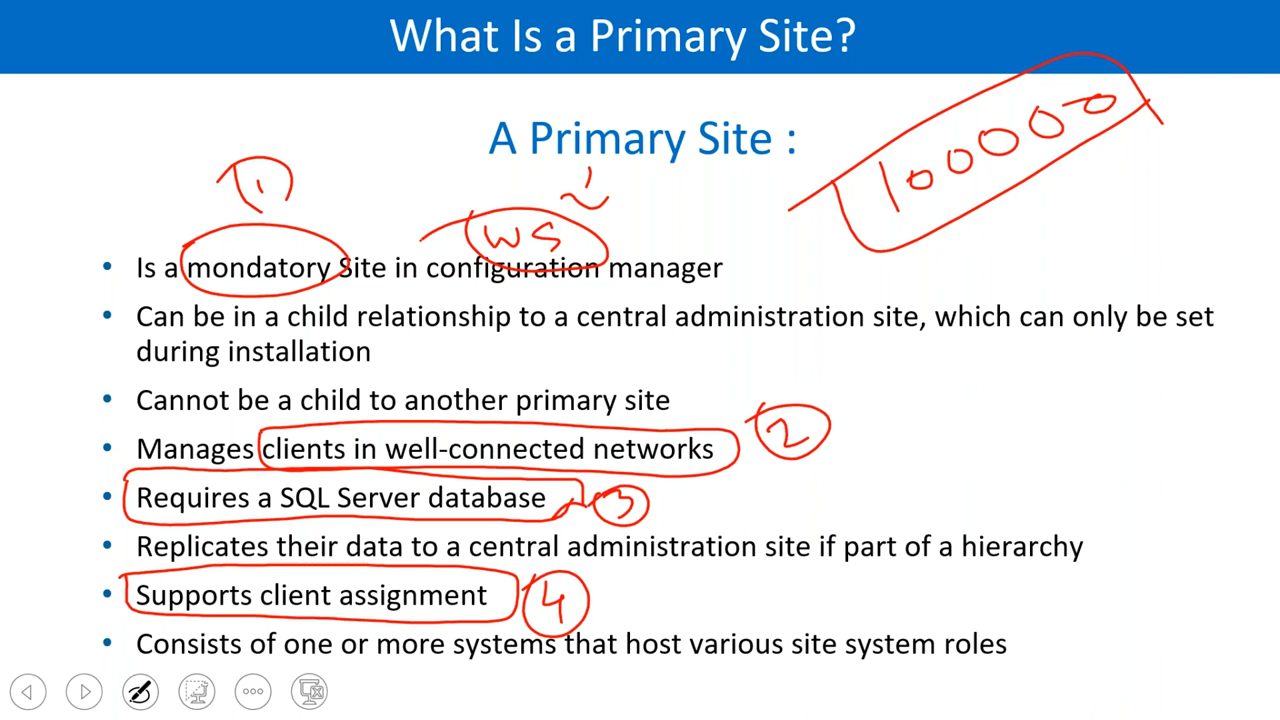 What Is a Primary Site?
100000
A Primary Site :
1
WS
• Is a mondatory Site in configuration manager
• Can be in a child relationship to a central administration site, which can only be set
during installation
• Cannot be a child to another primary site
• Manages clients in well-connected networks 2
• Requires a SQL Server database 3
• Replicates their data to a central administration site if part of a hierarchy
• Supports client assignment 4
• Consists of one or more systems that host various site system roles